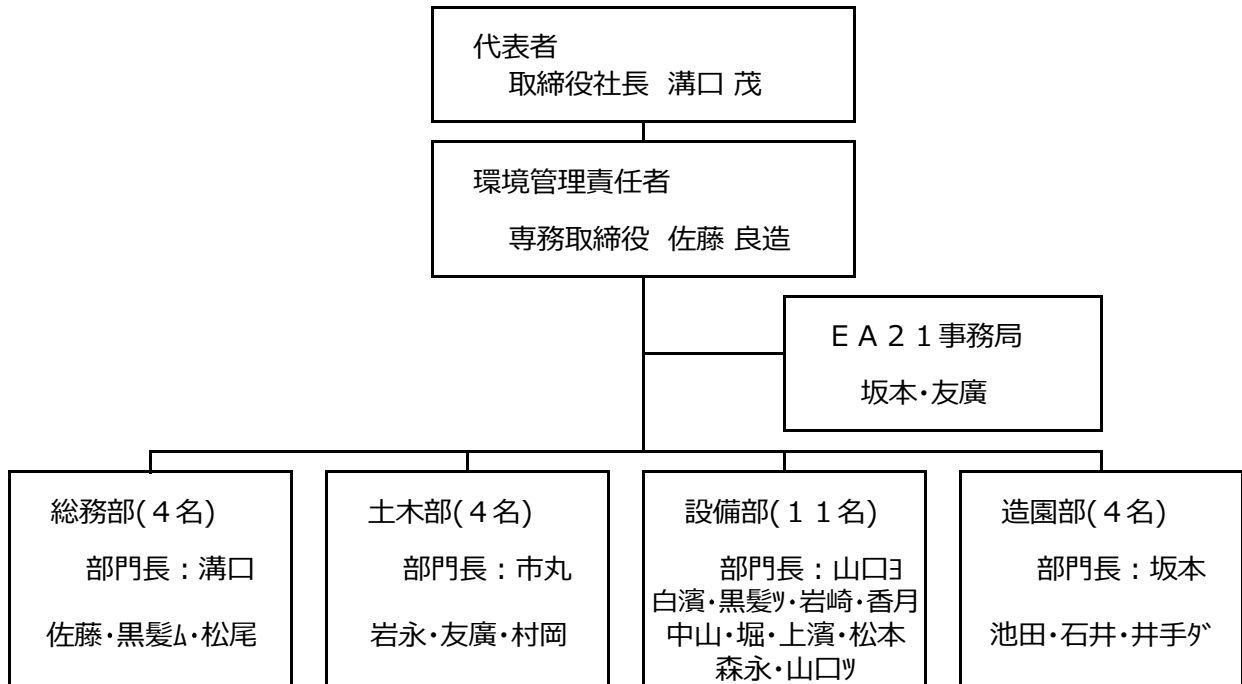 代表者
取締役社長 溝口 茂
環境管理責任者
専務取締役 佐藤 良造
ＥＡ２１事務局
坂本・友廣
総務部(４名)
部門長：溝口
佐藤・黒髪ﾑ・松尾
土木部(４名)
部門長：市丸
岩永・友廣・村岡
設備部(１１名)
部門長：山口ﾖ
白濱・黒髪ﾂ・岩崎・香月
中山・堀・上濱・松本
森永・山口ﾂ
造園部(４名)
部門長：坂本
池田・石井・井手ﾀﾞ